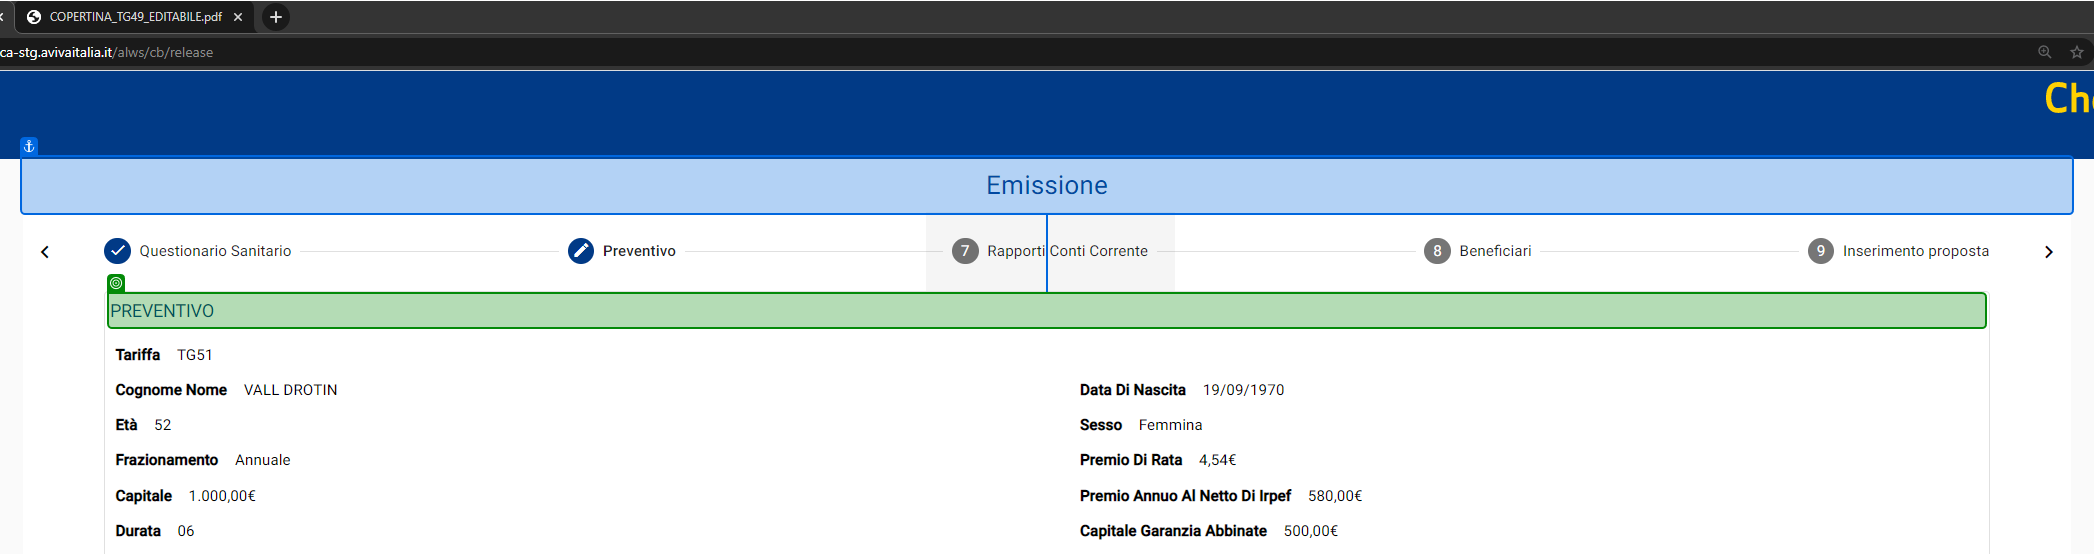 COPERTINA_TG49_EDITABILE.pdf
ca-stg.avivaitalia.it/alws/cb/release
Ch
Emissione
Questionario Sanitario
Preventivo
7 Rapporti Conti Corrente
8 Beneficiari
9 Inserimento proposta
PREVENTIVO
Tariffa TG51
Cognome Nome VALL DROTIN
Data Di Nascita 19/09/1970
Età 52
Sesso Femmina
Frazionamento Annuale
Premio Di Rata 4,54€
Capitale 1.000,00€
Premio Annuo Al Netto Di Irpef 580,00€
Durata 06
Capitale Garanzia Abbinate 500,00€